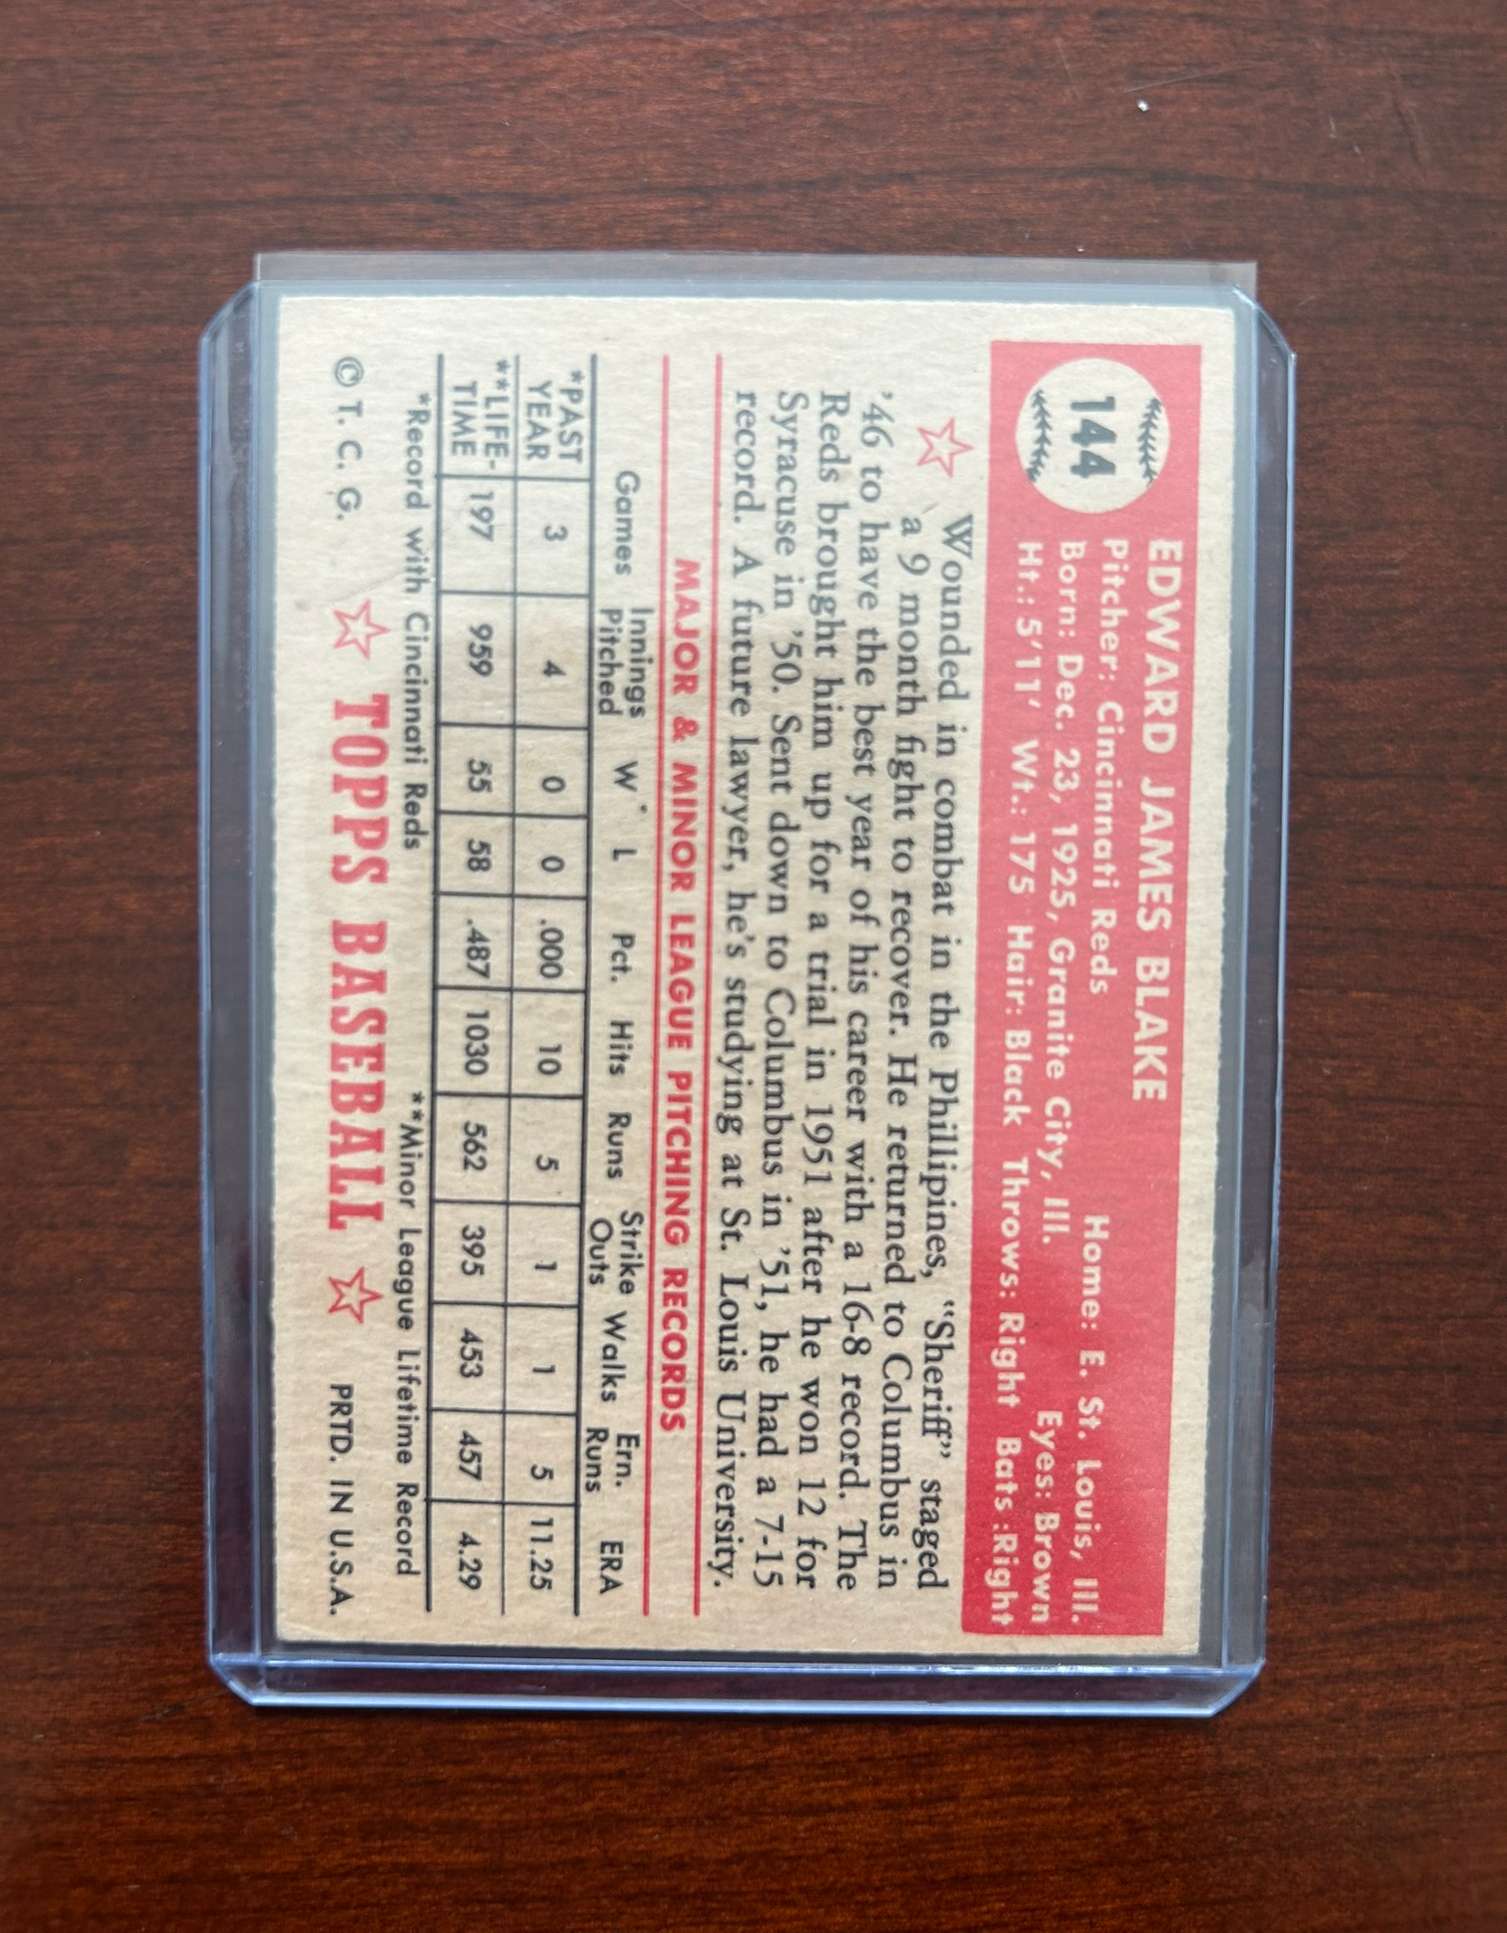 144
EDWARD JAMES BLAKE
Pitcher: Cincinnati Reds Home: E. St. Louis, Ill.
Born: Dec. 23, 1925, Granite City, Ill. Eyes: Brown
Ht.: 5'11' Wt.: 175 Hair: Black Throws: Right Bats :Right
Wounded in combat in the Phillipines, “Sheriff” staged
a 9 month fight to recover. He returned to Columbus in
’46 to have the best year of his career with a 16-8 record. The
Reds brought him up for a trial in 1951 after he won 12 for
Syracuse in ’50. Sent down to Columbus in ’51, he had a 7-15
record. A future lawyer, he's studying at St. Louis University.
MAJOR & MINOR LEAGUE PITCHING RECORDS
Games Innings Pitched W L Pct. Hits Runs Strike Outs Walks Ern. Runs ERA
*PAST YEAR 3 4 0 0 .000 10 5 1 1 5 11.25
**LIFE-TIME 197 959 55 58 .487 1030 562 395 453 457 4.29
*Record with Cincinnati Reds **Minor League Lifetime Record
© T. C. G. TOPPS BASEBALL PRTD. IN U.S.A.